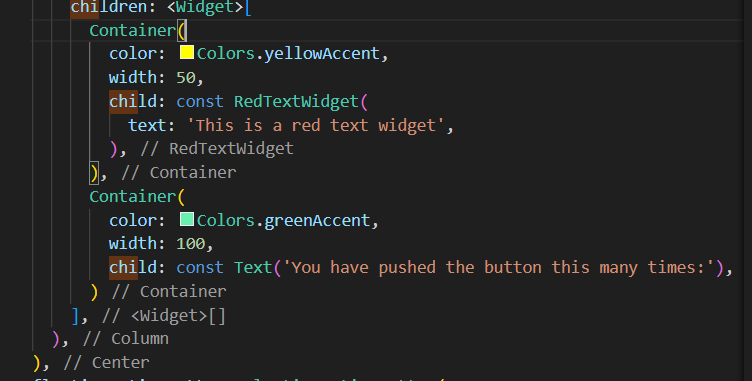 children: <Widget>[
Container(
color: Colors.yellowAccent,
width: 50,
child: const RedTextWidget(
text: 'This is a red text widget',
), // RedTextWidget
), // Container
Container(
color: Colors.greenAccent,
width: 100,
child: const Text('You have pushed the button this many times:'),
) // Container
], // <Widget>[]
), // Column
), // Center